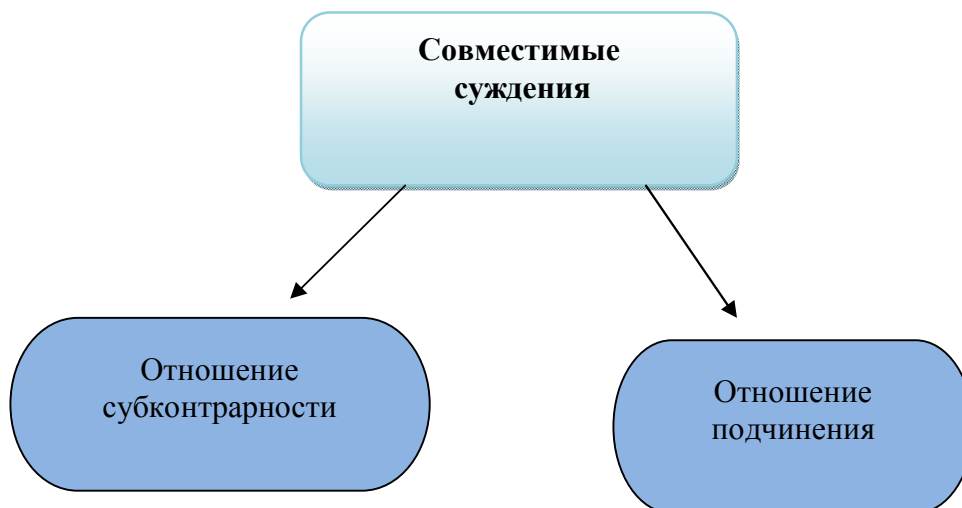 Совместимые
суждения
Отношение
субконтрарности
Отношение
подчинения